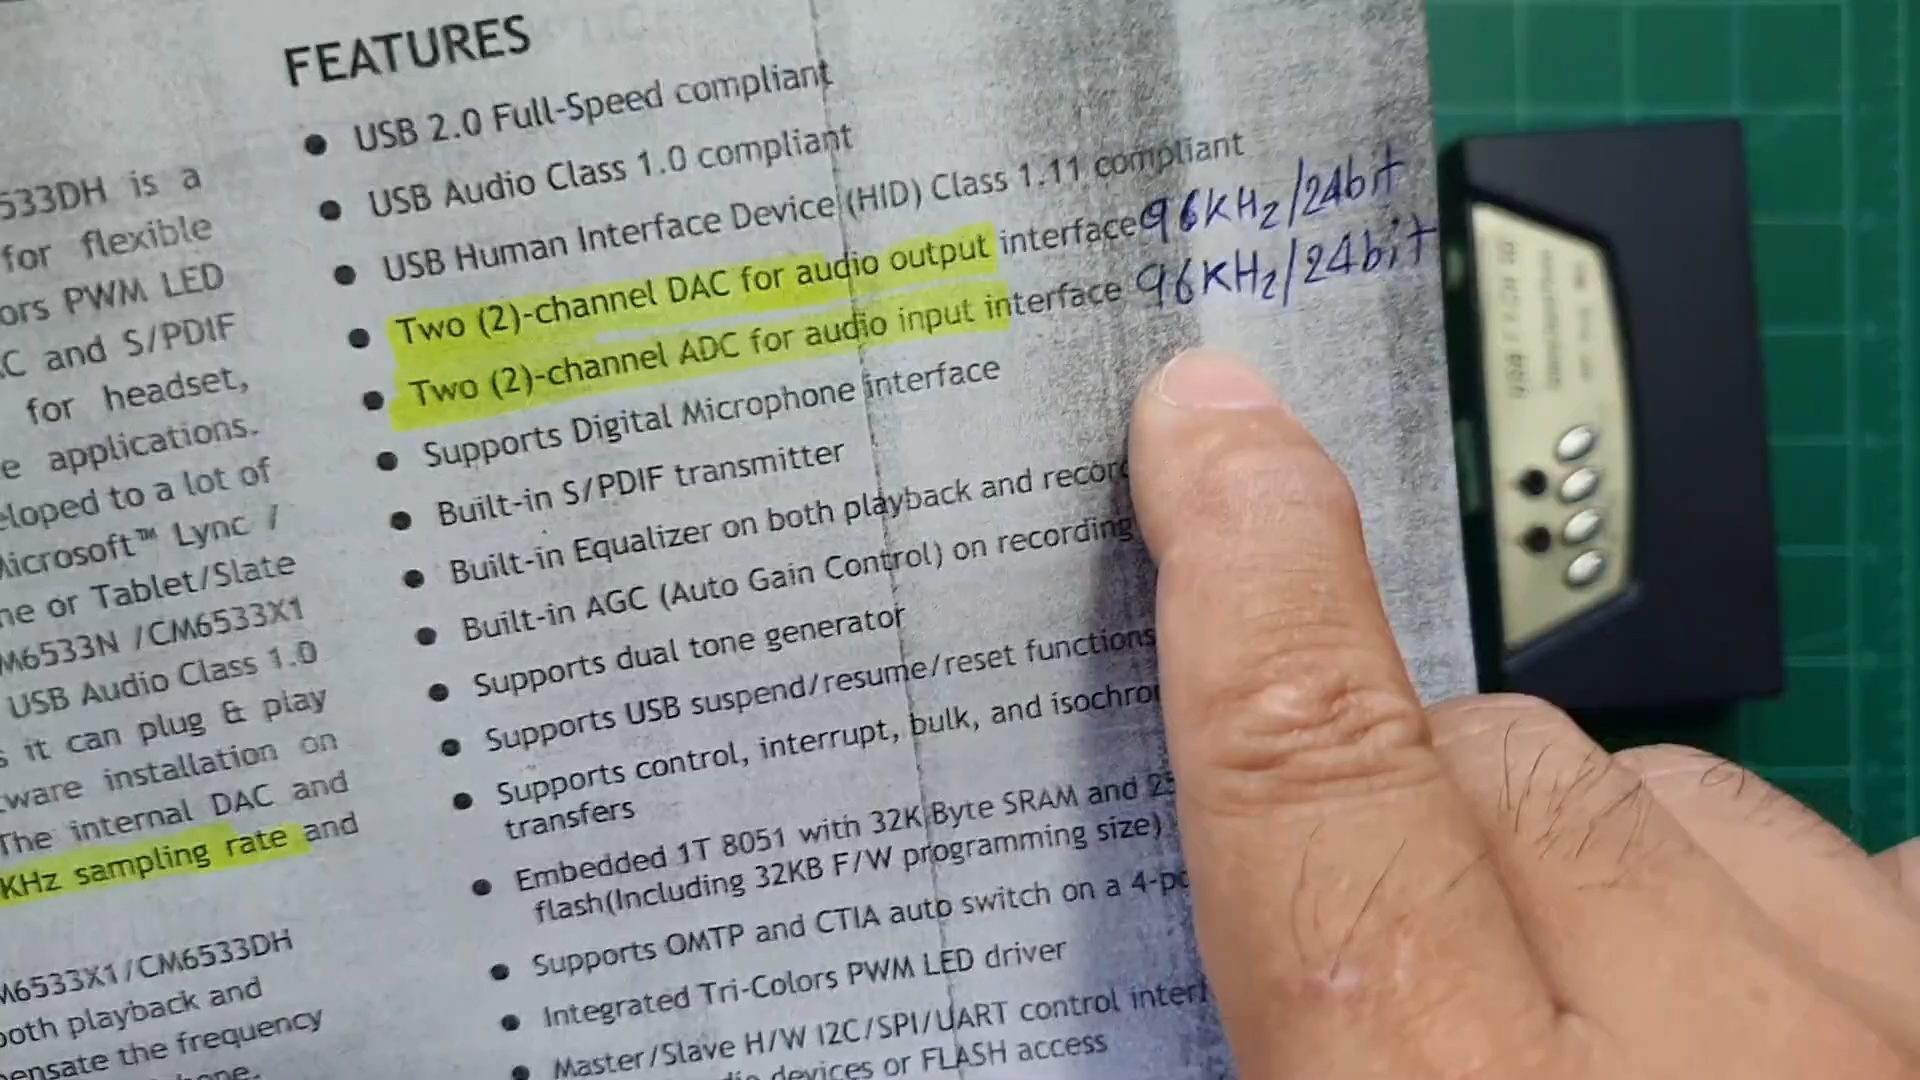 533DH is a
for flexible
PWM LED
and S/PDIF
for headset,
applications.
to a lot of
Microsoft™ Lync /
or Tablet/Slate
/CM6533X1
USB Audio Class 1.0
it can plug & play
installation on
The internal DAC and
KHz sampling rate and
/CM6533DH
both playback and
the frequency
FEATURES
● USB 2.0 Full-Speed compliant
● USB Audio Class 1.0 compliant
● USB Human Interface Device (HID) Class 1.11 compliant
● Two (2)-channel DAC for audio output interface 96KHz/24bit
● Two (2)-channel ADC for audio input interface 96KHz/24bit
● Supports Digital Microphone interface
● Built-in S/PDIF transmitter
● Built-in Equalizer on both playback and record
● Built-in AGC (Auto Gain Control) on recording
● Supports dual tone generator
● Supports USB suspend/resume/reset functions
● Supports control, interrupt, bulk, and
transfers
● Embedded 1T 8051 with 32K Byte SRAM and
flash(Including 32KB F/W programming size)
● Supports OMTP and CTIA auto switch on a
● Integrated Tri-Colors PWM LED driver
● Master/Slave H/W I2C/SPI/UART control
devices or FLASH access